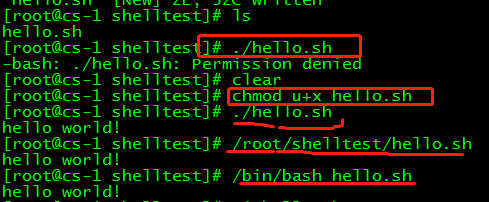 "hello.sh" [New] 2L, 32C written
[root@cs-1 shelltest]# ls
hello.sh
[root@cs-1 shelltest]# ./hello.sh
-bash: ./hello.sh: Permission denied
[root@cs-1 shelltest]# clear
[root@cs-1 shelltest]# chmod u+x hello.sh
[root@cs-1 shelltest]# ./hello.sh
hello world!
[root@cs-1 shelltest]# /root/shelltest/hello.sh
hello world!
[root@cs-1 shelltest]# /bin/bash hello.sh
hello world!